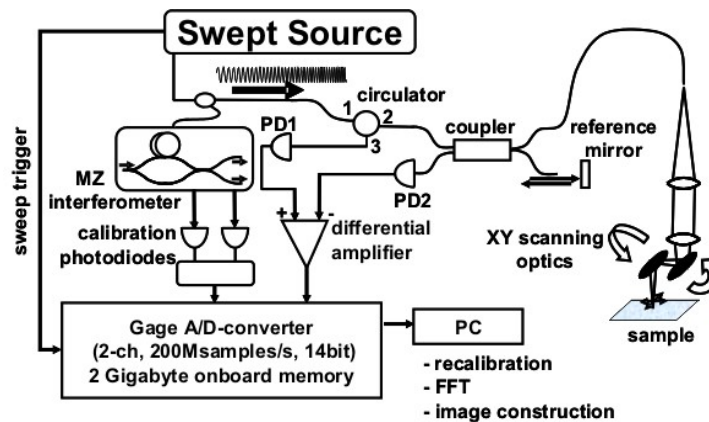 Swept Source
circulator
1
2
3
PD1
coupler
reference
mirror
MZ
interferometer
PD2
sweep trigger
+
-
differential
amplifier
calibration
photodiodes
XY scanning
optics
sample
Gage A/D-converter
(2-ch, 200Msamples/s, 14bit)
2 Gigabyte onboard memory
PC
- recalibration
- FFT
- image construction